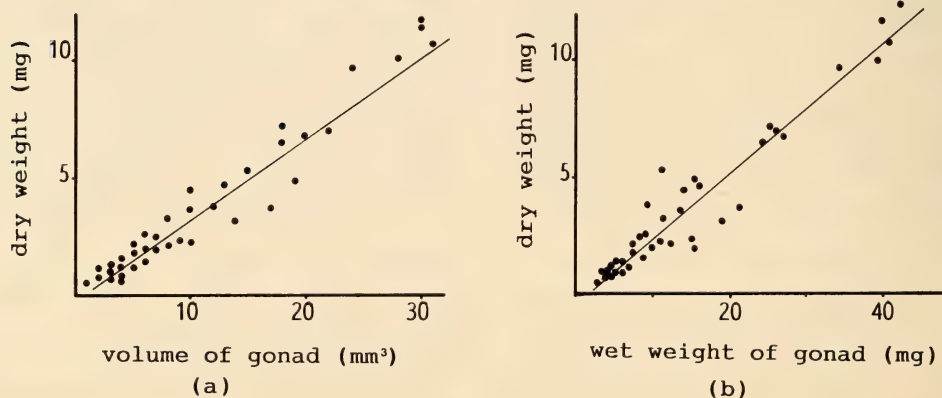 dry weight (mg)
10
5
10
20
30
volume of gonad (mm³)
(a)
dry weight (mg)
10
5
20
40
wet weight of gonad (mg)
(b)